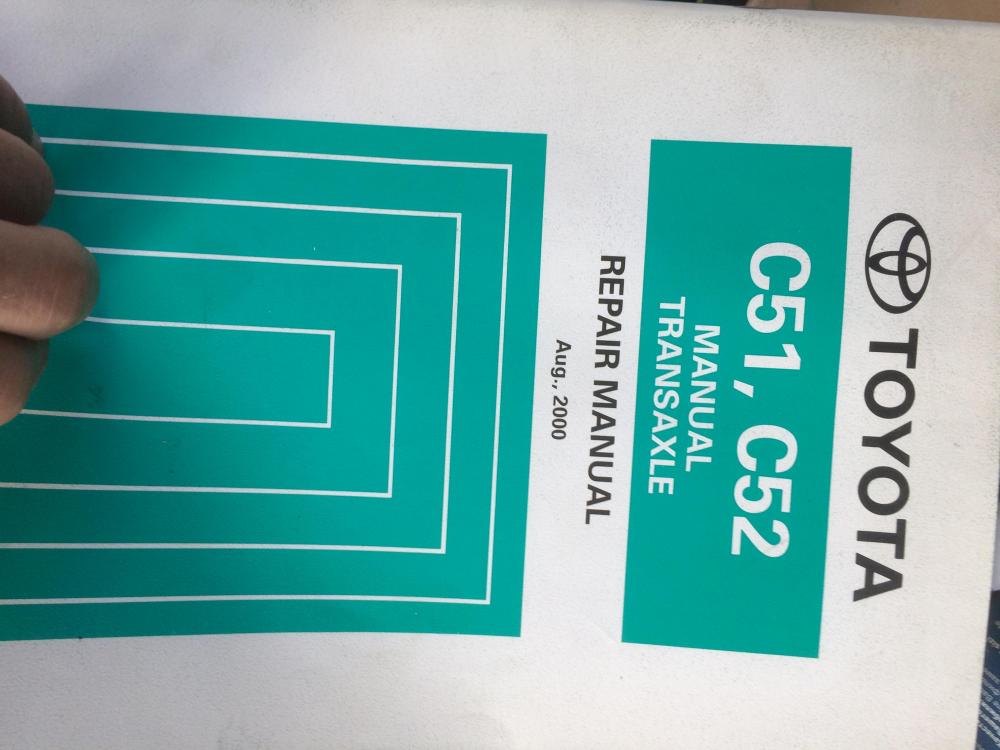 TOYOTA
C51, C52
MANUAL
TRANSAXLE
REPAIR MANUAL
Aug., 2000